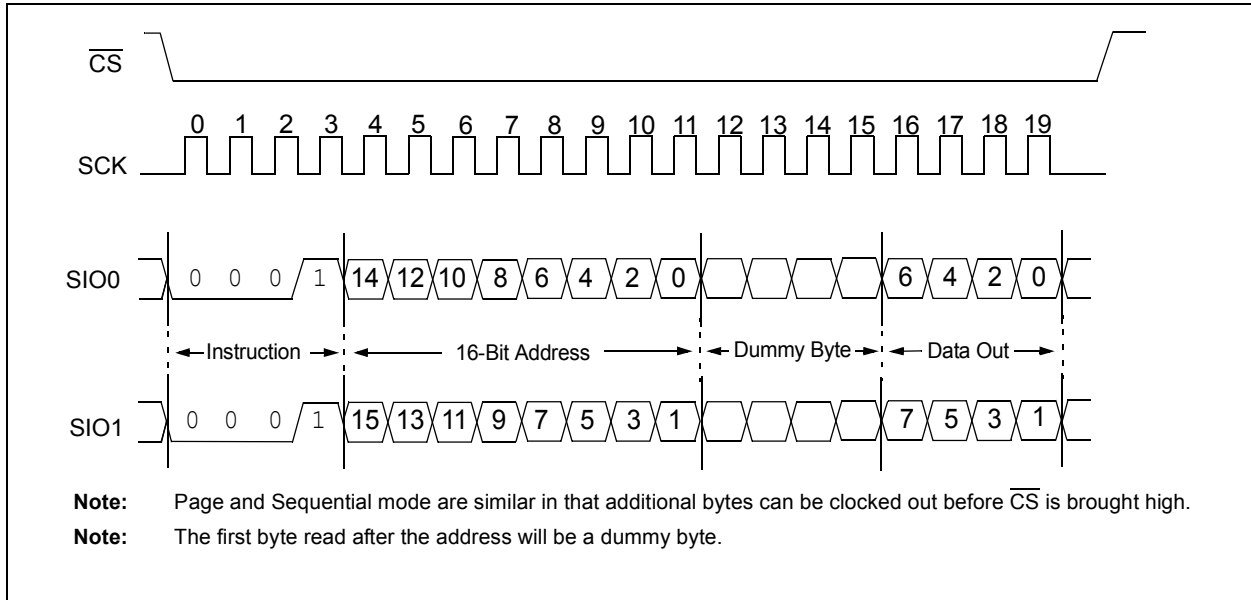 CS
0 1 2 3 4 5 6 7 8 9 10 11 12 13 14 15 16 17 18 19
SCK
SIO0 0 0 0 1 14 12 10 8 6 4 2 0 6 4 2 0
Instruction 16-Bit Address Dummy Byte Data Out
SIO1 0 0 0 1 15 13 11 9 7 5 3 1 7 5 3 1
Note: Page and Sequential mode are similar in that additional bytes can be clocked out before CS is brought high.
Note: The first byte read after the address will be a dummy byte.